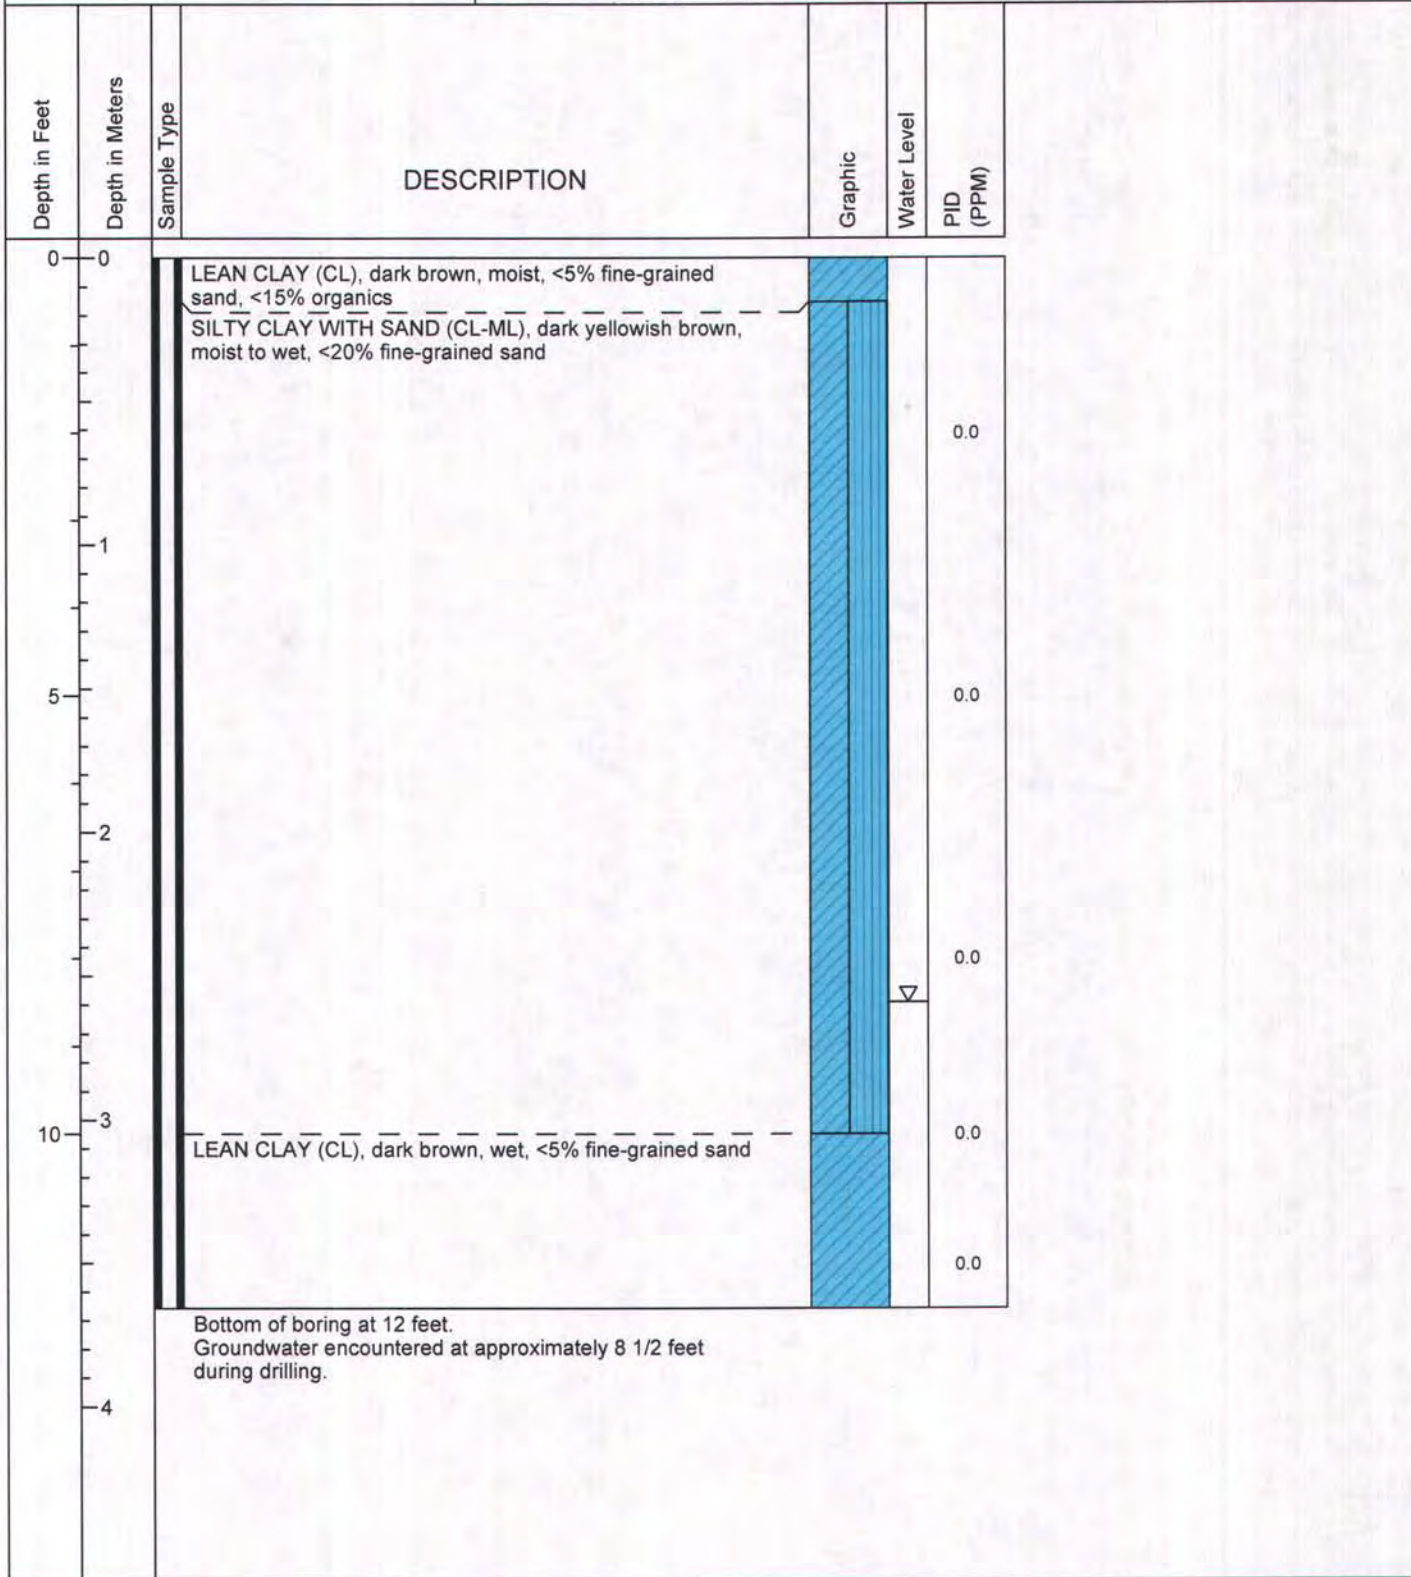 Depth in Feet
Depth in Meters
Sample Type
DESCRIPTION
Graphic
Water Level
PID
(PPM)
0
0
LEAN CLAY (CL), dark brown, moist, <5% fine-grained
sand, <15% organics
SILTY CLAY WITH SAND (CL-ML), dark yellowish brown,
moist to wet, <20% fine-grained sand
0.0
1
5
0.0
2
0.0
3
10
0.0
LEAN CLAY (CL), dark brown, wet, <5% fine-grained sand
0.0
Bottom of boring at 12 feet.
Groundwater encountered at approximately 8 1/2 feet
during drilling.
4